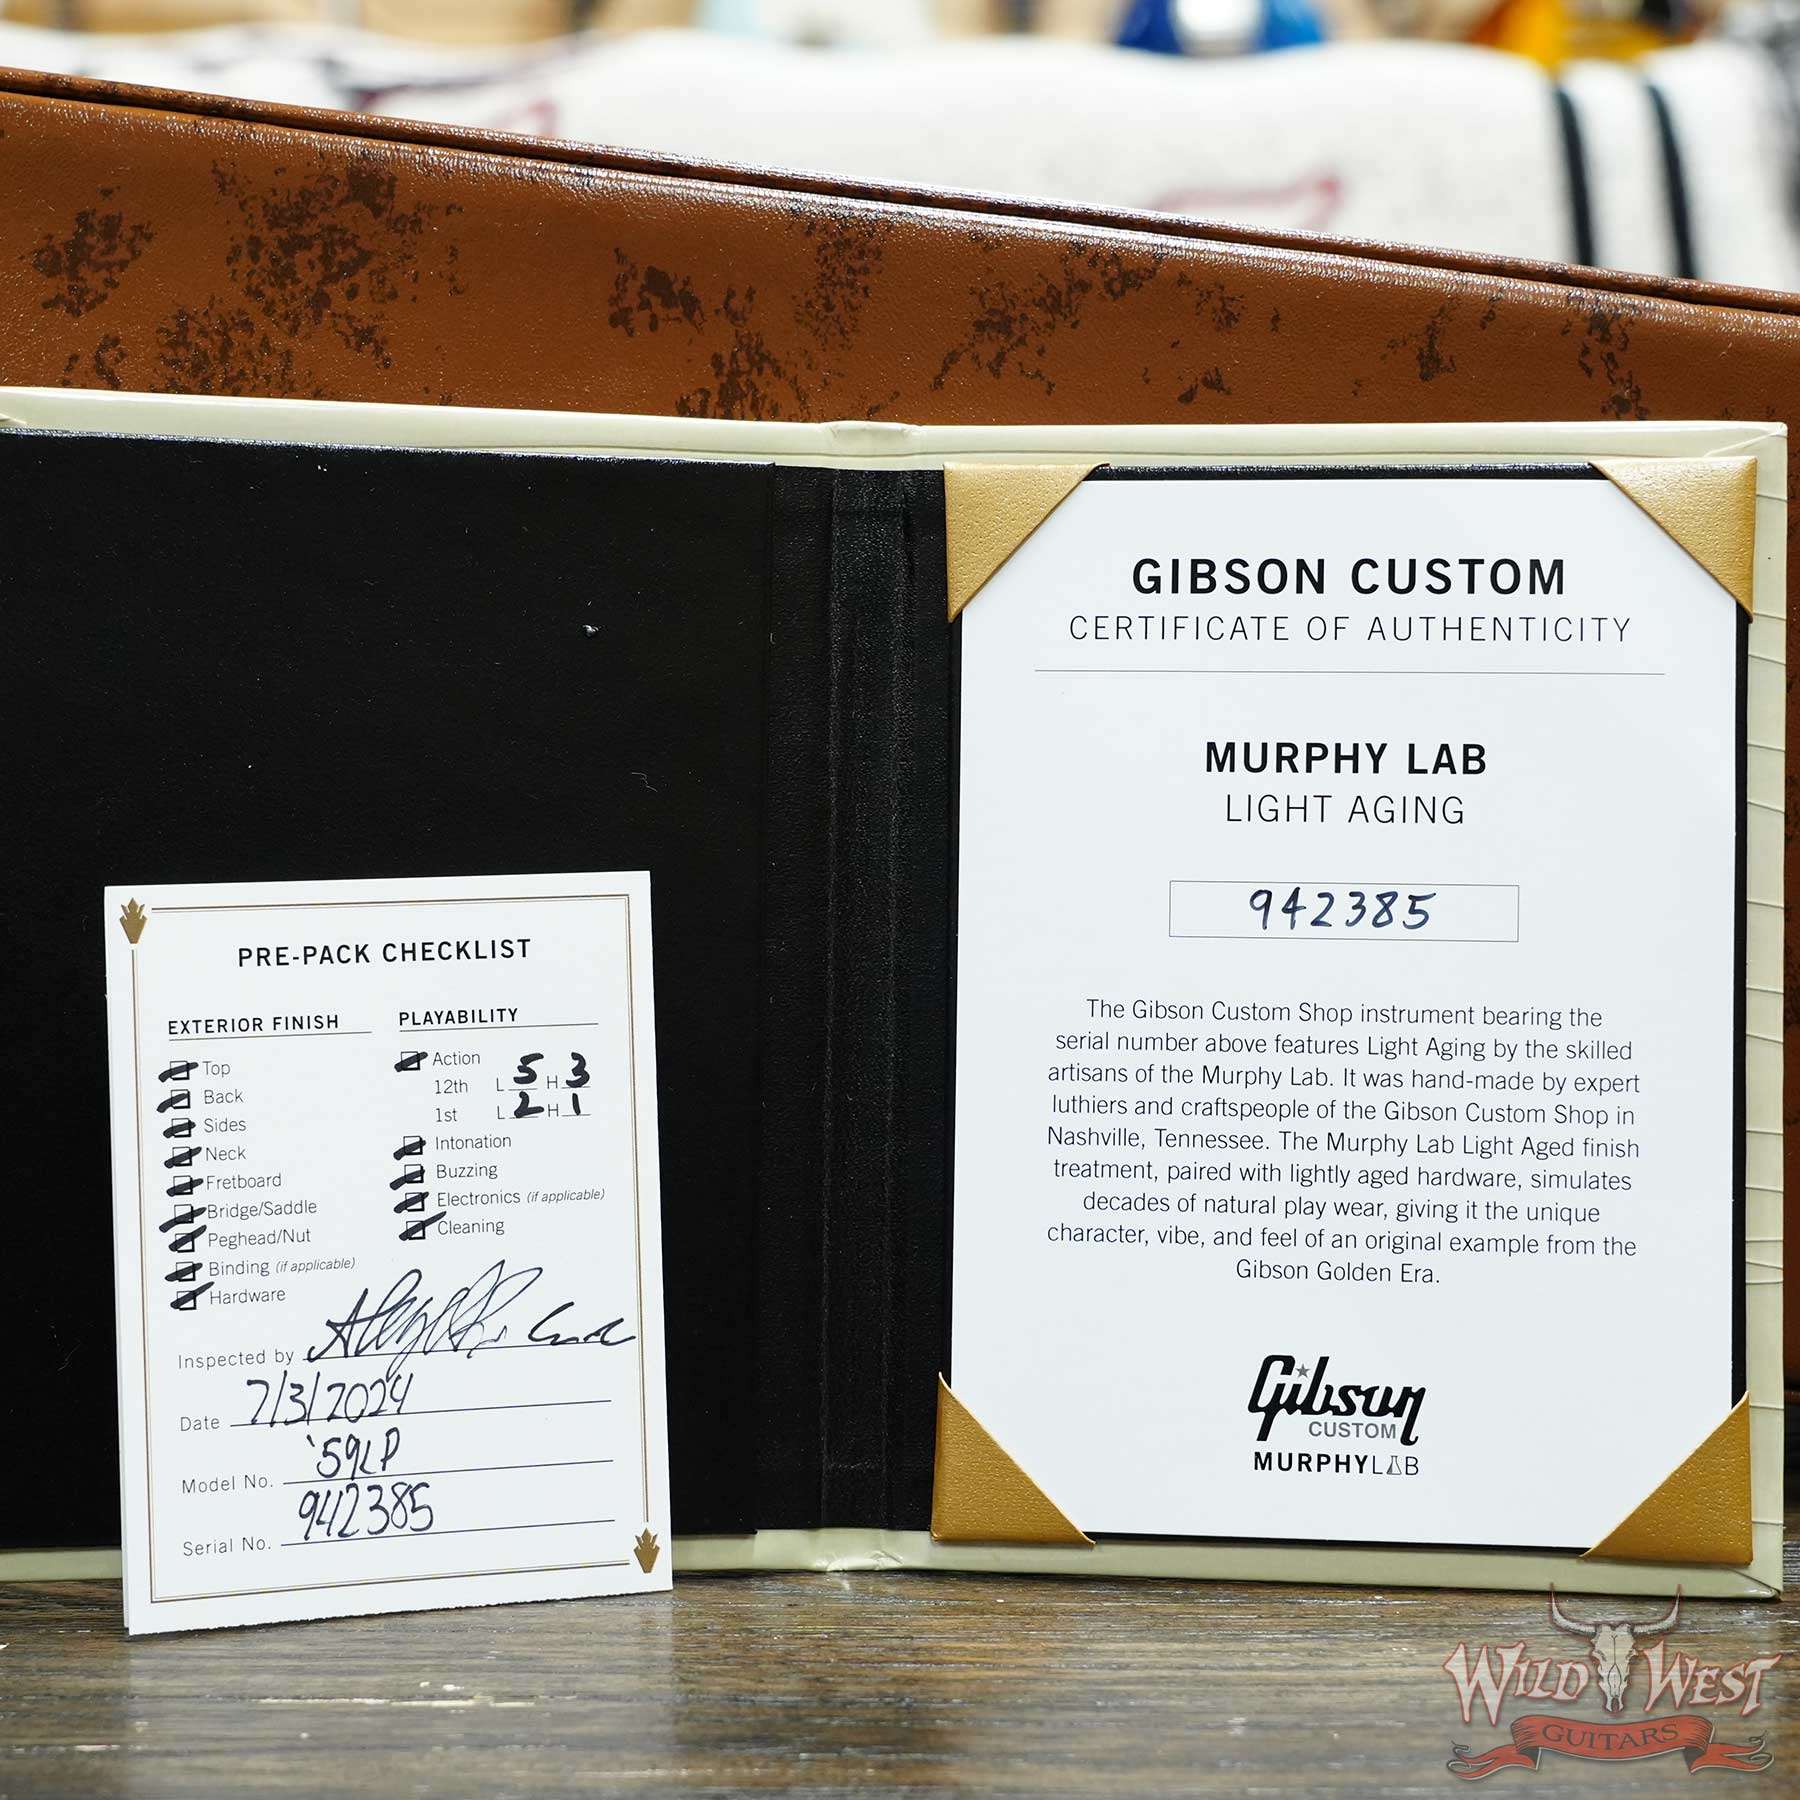 PRE-PACK CHECKLIST
EXTERIOR FINISH
Top
Back
Sides
Neck
Fretboard
Bridge/Saddle
Peghead/Nut
Binding (if applicable)
Hardware
PLAYABILITY
Action
12th L 5 H 3
1st L 2 H 1
Intonation
Buzzing
Electronics (if applicable)
Cleaning
Inspected by
Date 7/3/2024
Model No. '59LP
Serial No. 942385
GIBSON CUSTOM
CERTIFICATE OF AUTHENTICITY
MURPHY LAB
LIGHT AGING
942385
The Gibson Custom Shop instrument bearing the
serial number above features Light Aging by the skilled
artisans of the Murphy Lab. It was hand-made by expert
luthiers and craftspeople of the Gibson Custom Shop in
Nashville, Tennessee. The Murphy Lab Light Aged finish
treatment, paired with lightly aged hardware, simulates
decades of natural play wear, giving it the unique
character, vibe, and feel of an original example from the
Gibson Golden Era.
Gibson
CUSTOM
MURPHYLAB
WILD WEST
GUITARS